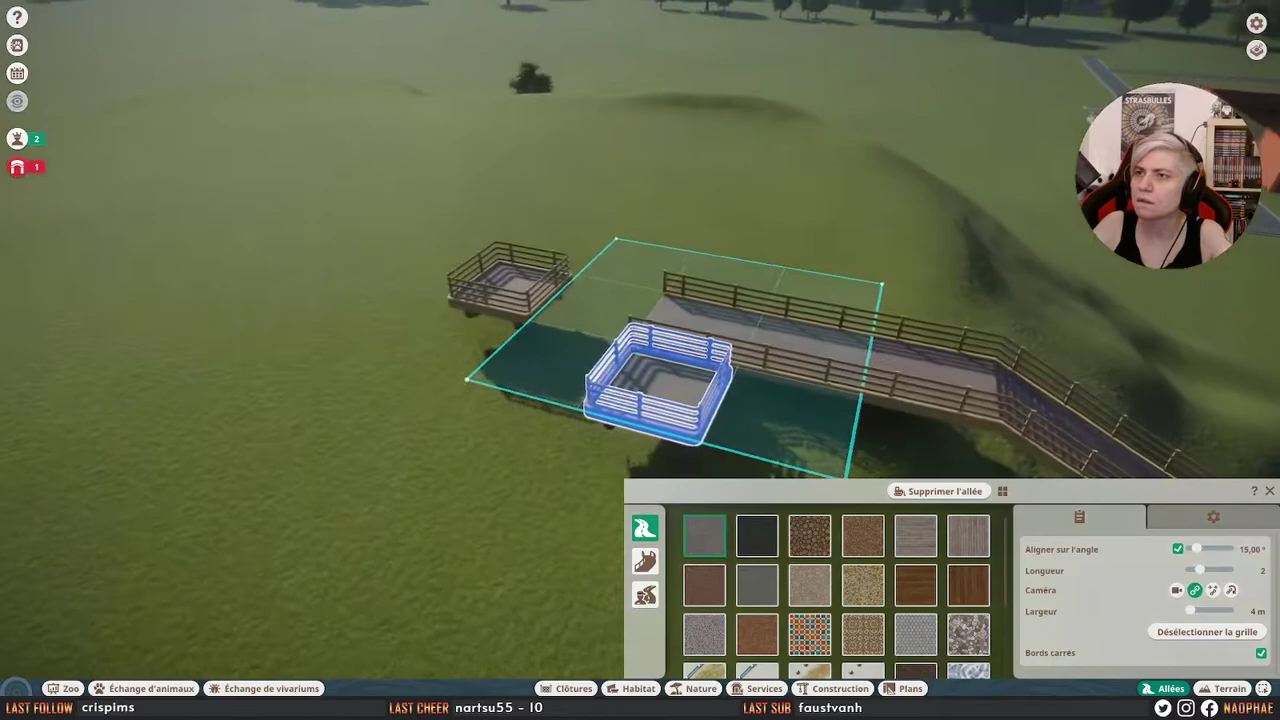 ?
2
1
STRASBULLES
Supprimer l'allée
?
Aligner sur l'angle
15,00 °
Longueur
2
Caméra
Largeur
4 m
Désélectionner la grille
Bords carrés
Zoo
Échange d'animaux
Échange de vivariums
Clôtures
Habitat
Nature
Services
Construction
Plans
Allées
Terrain
LAST FOLLOW crispims
LAST CHEER nartsu55 - 10
LAST SUB faustvanh
NAOPHAE